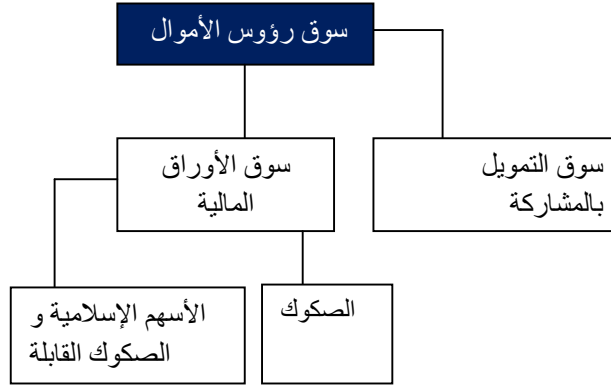 سوق رؤوس الأموال
سوق التمويل
بالمشاركة
سوق الأوراق
المالية
الصكوك
الأسهم الإسلامية و
الصكوك القابلة